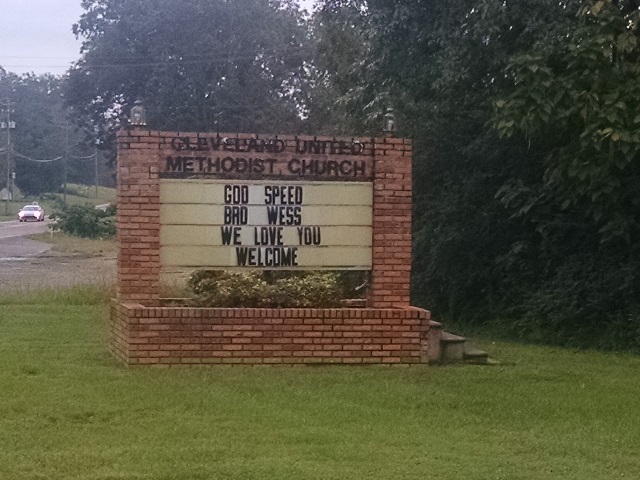 CLEVELAND UNITED
METHODIST CHURCH
GOD SPEED
BRO WESS
WE LOVE YOU
WELCOME